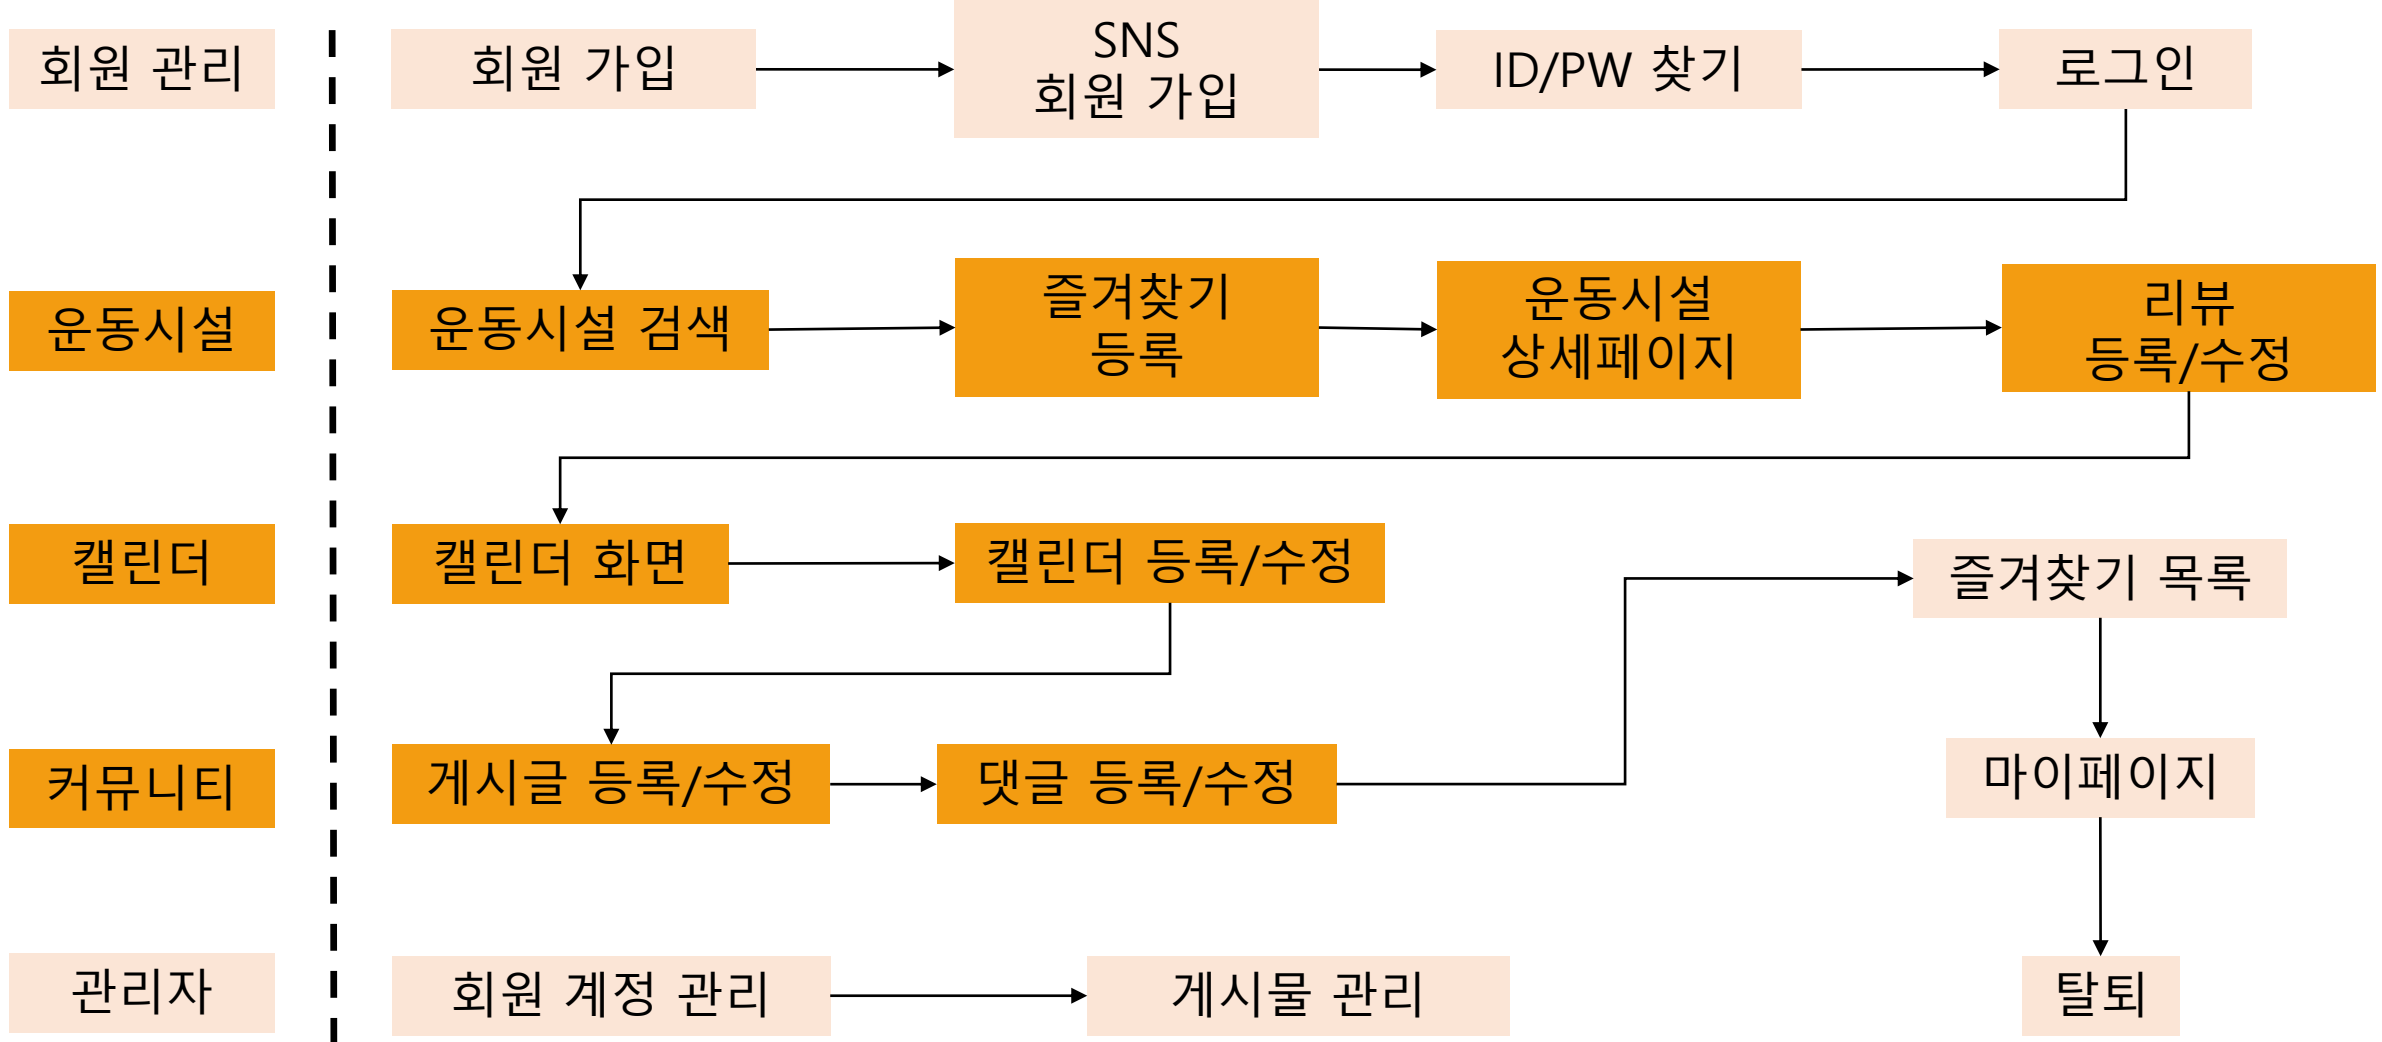 회원 관리
회원 가입
SNS
회원 가입
ID/PW 찾기
로그인
운동시설
운동시설 검색
즐겨찾기
등록
운동시설
상세페이지
리뷰
등록/수정
캘린더
캘린더 화면
캘린더 등록/수정
즐겨찾기 목록
커뮤니티
게시글 등록/수정
댓글 등록/수정
마이페이지
관리자
회원 계정 관리
게시물 관리
탈퇴